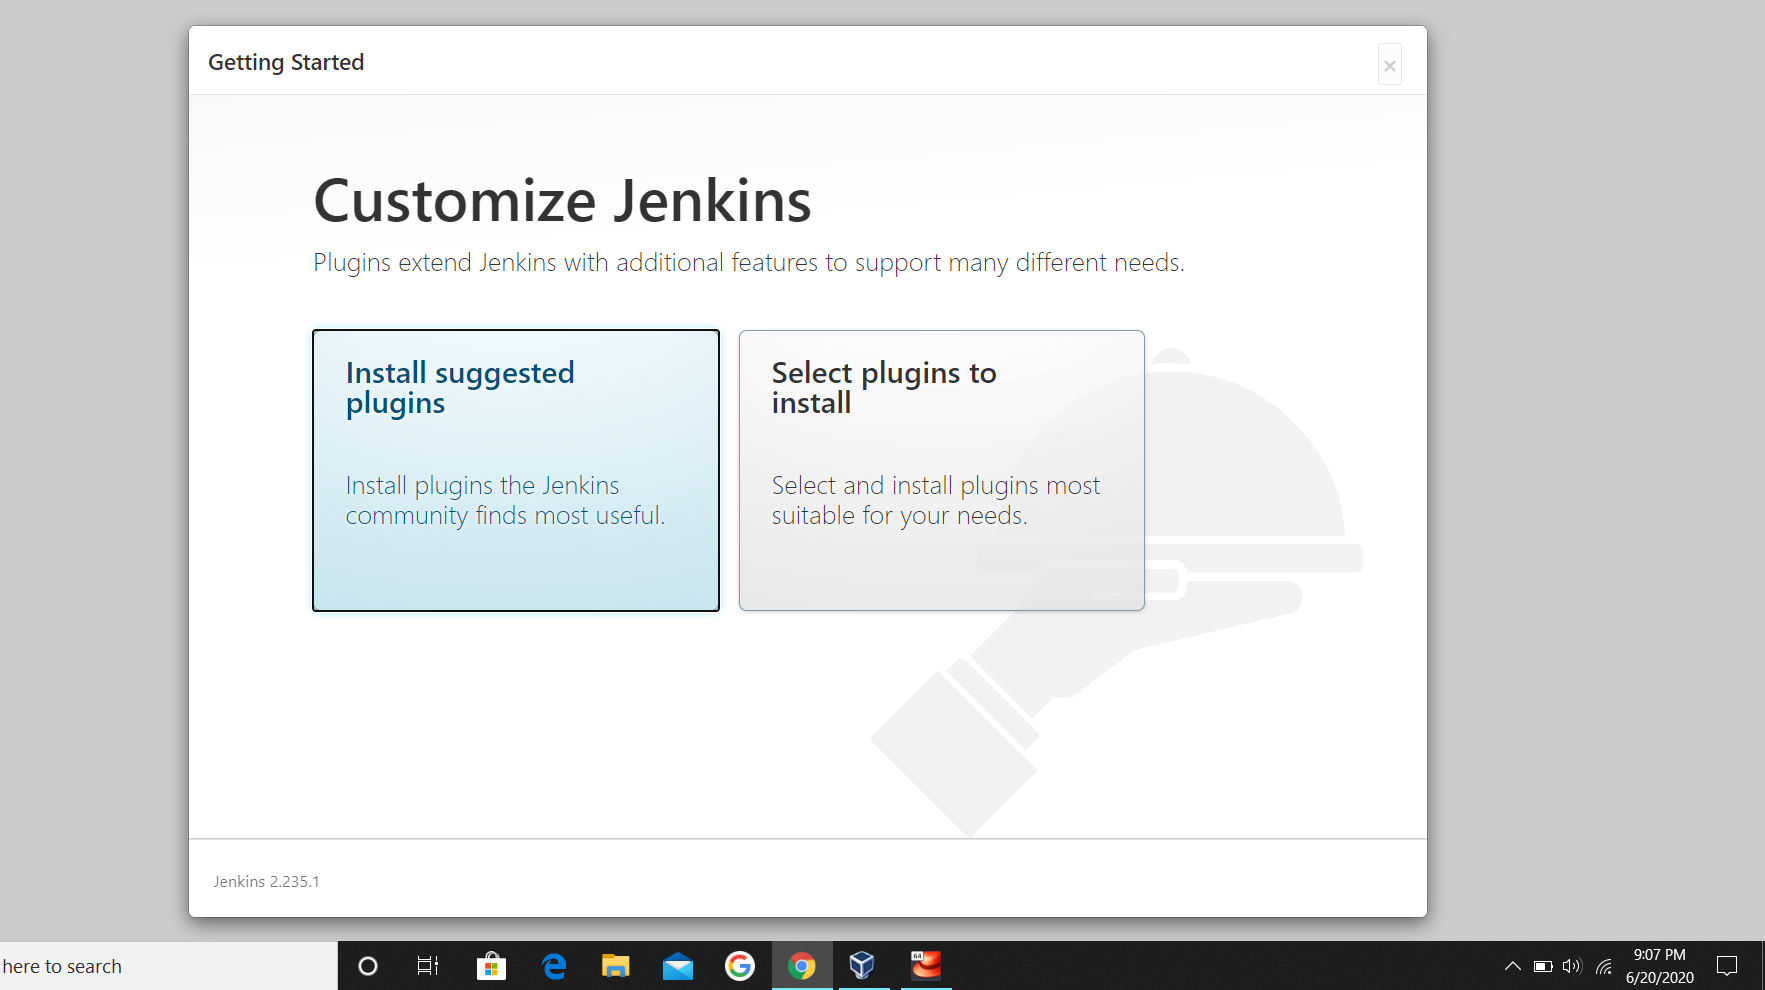 Getting Started
×
Customize Jenkins
Plugins extend Jenkins with additional features to support many different needs.
Install suggested
plugins
Install plugins the Jenkins
community finds most useful.
Select plugins to
install
Select and install plugins most
suitable for your needs.
Jenkins 2.235.1
here to search
64
9:07 PM
6/20/2020